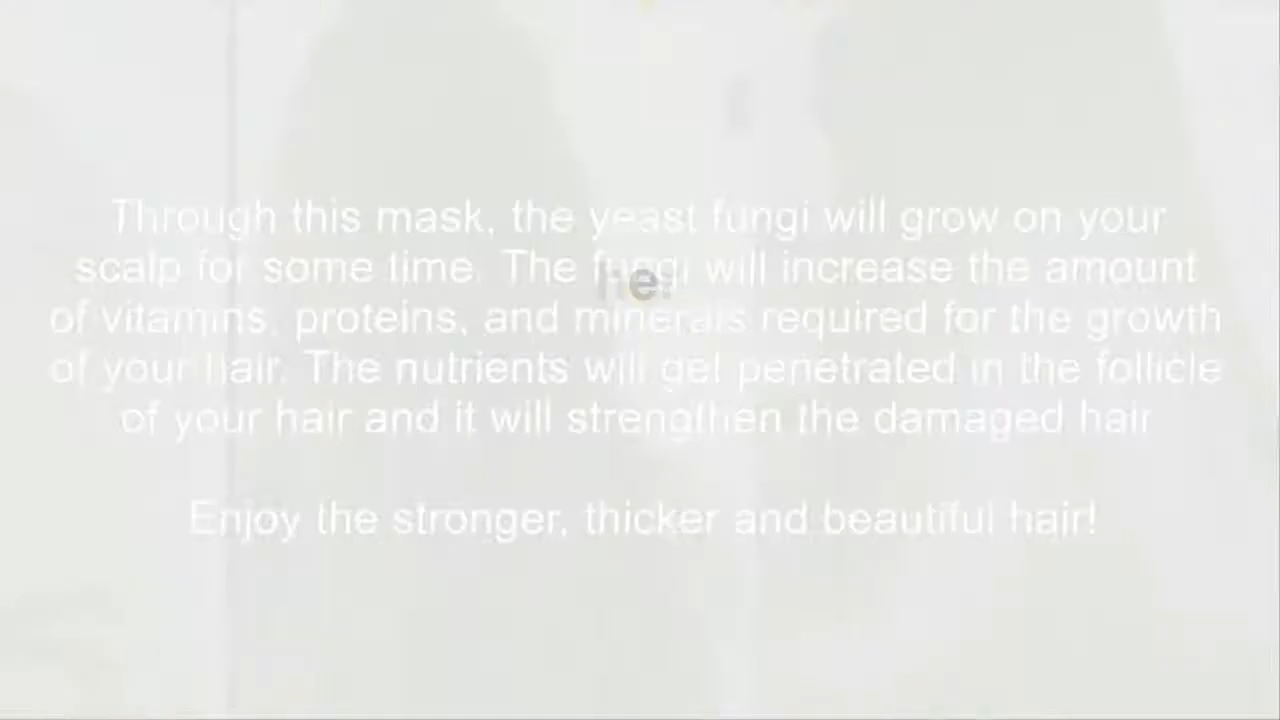 Through this mask, the yeast fungi will grow on your
scalp for some time. The fungi will increase the amount
of vitamins, proteins, and minerals required for the growth
of your hair. The nutrients will get penetrated in the follicle
of your hair and it will strengthen the damaged hair
Enjoy the stronger, thicker and beautiful hair!